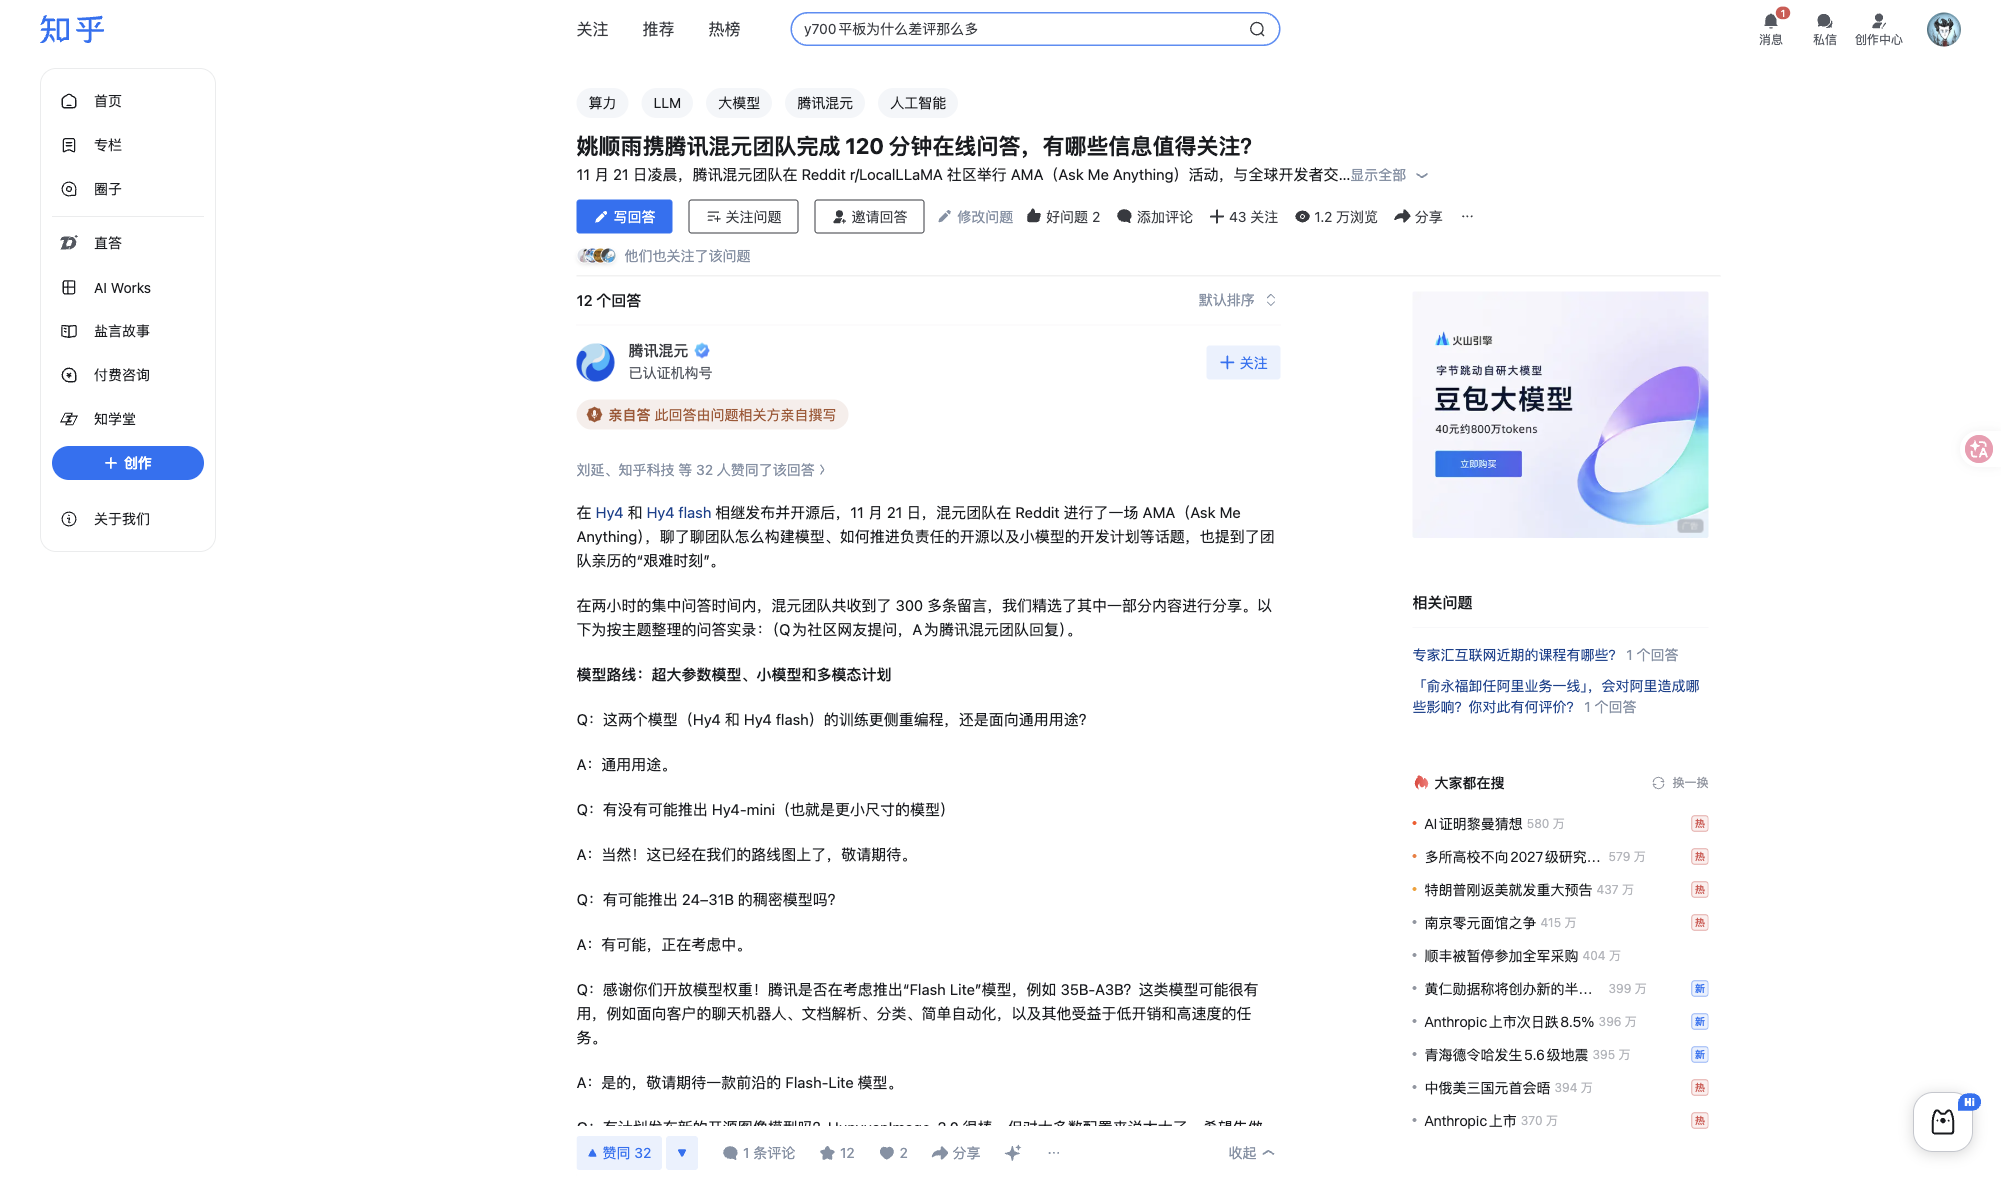 知乎
关注
推荐
热榜
y700平板为什么差评那么多
1
消息
私信
创作中心
首页
专栏
圈子
直答
AI Works
盐言故事
付费咨询
知学堂
创作
关于我们
算力
LLM
大模型
腾讯混元
人工智能
姚顺雨携腾讯混元团队完成 120 分钟在线问答，有哪些信息值得关注？
11 月 21 日凌晨，腾讯混元团队在 Reddit r/LocalLLaMA 社区举行 AMA（Ask Me Anything）活动，与全球开发者交...显示全部
写回答
关注问题
邀请回答
修改问题
好问题 2
添加评论
43 关注
1.2 万浏览
分享
他们也关注了该问题
12 个回答
默认排序
腾讯混元
已认证机构号
关注
亲自答 此回答由问题相关方亲自撰写
刘延、知乎科技 等 32 人赞同了该回答
在 Hy4 和 Hy4 flash 相继发布并开源后，11 月 21 日，混元团队在 Reddit 进行了一场 AMA（Ask Me
Anything），聊了聊团队怎么构建模型、如何推进负责任的开源以及小模型的开发计划等话题，也提到了团
队亲历的“艰难时刻”。
在两小时的集中问答时间内，混元团队共收到了 300 多条留言，我们精选了其中一部分内容进行分享。以
下为按主题整理的问答实录：（Q 为社区网友提问，A 为腾讯混元团队回复）。
模型路线：超大参数模型、小模型和多模态计划
Q：这两个模型（Hy4 和 Hy4 flash）的训练更侧重编程，还是面向通用用途？
A：通用用途。
Q：有没有可能推出 Hy4-mini（也就是更小尺寸的模型）
A：当然！这已经在我们的路线图上了，敬请期待。
Q：有可能推出 24–31B 的稠密模型吗？
A：有可能，正在考虑中。
Q：感谢你们开放模型权重！腾讯是否在考虑推出“Flash Lite”模型，例如 35B-A3B？这类模型可能很有
用，例如面向客户的聊天机器人、文档解析、分类、简单自动化，以及其他受益于低开销和高速度的任
务。
A：是的，敬请期待一款前沿的 Flash-Lite 模型。
赞同 32
1 条评论
12
2
分享
收起
火山引擎
字节跳动自研大模型
豆包大模型
40元约800万tokens
立即购买
广告
相关问题
专家汇互联网近期的课程有哪些？ 1 个回答
「俞永福卸任阿里业务一线」，会对阿里造成哪
些影响？你对此有何评价？ 1 个回答
大家都在搜
换一换
AI证明黎曼猜想 580 万 热
多所高校不向2027级研究... 579 万 热
特朗普刚返美就发重大预告 437 万 热
南京零元面馆之争 415 万 热
顺丰被暂停参加全军采购 404 万
黄仁勋据称将创办新的半... 399 万 新
Anthropic上市次日跌8.5% 396 万 新
青海德令哈发生5.6级地震 395 万 新
中俄美三国元首会晤 394 万 热
Anthropic上市 370 万 热
Hi